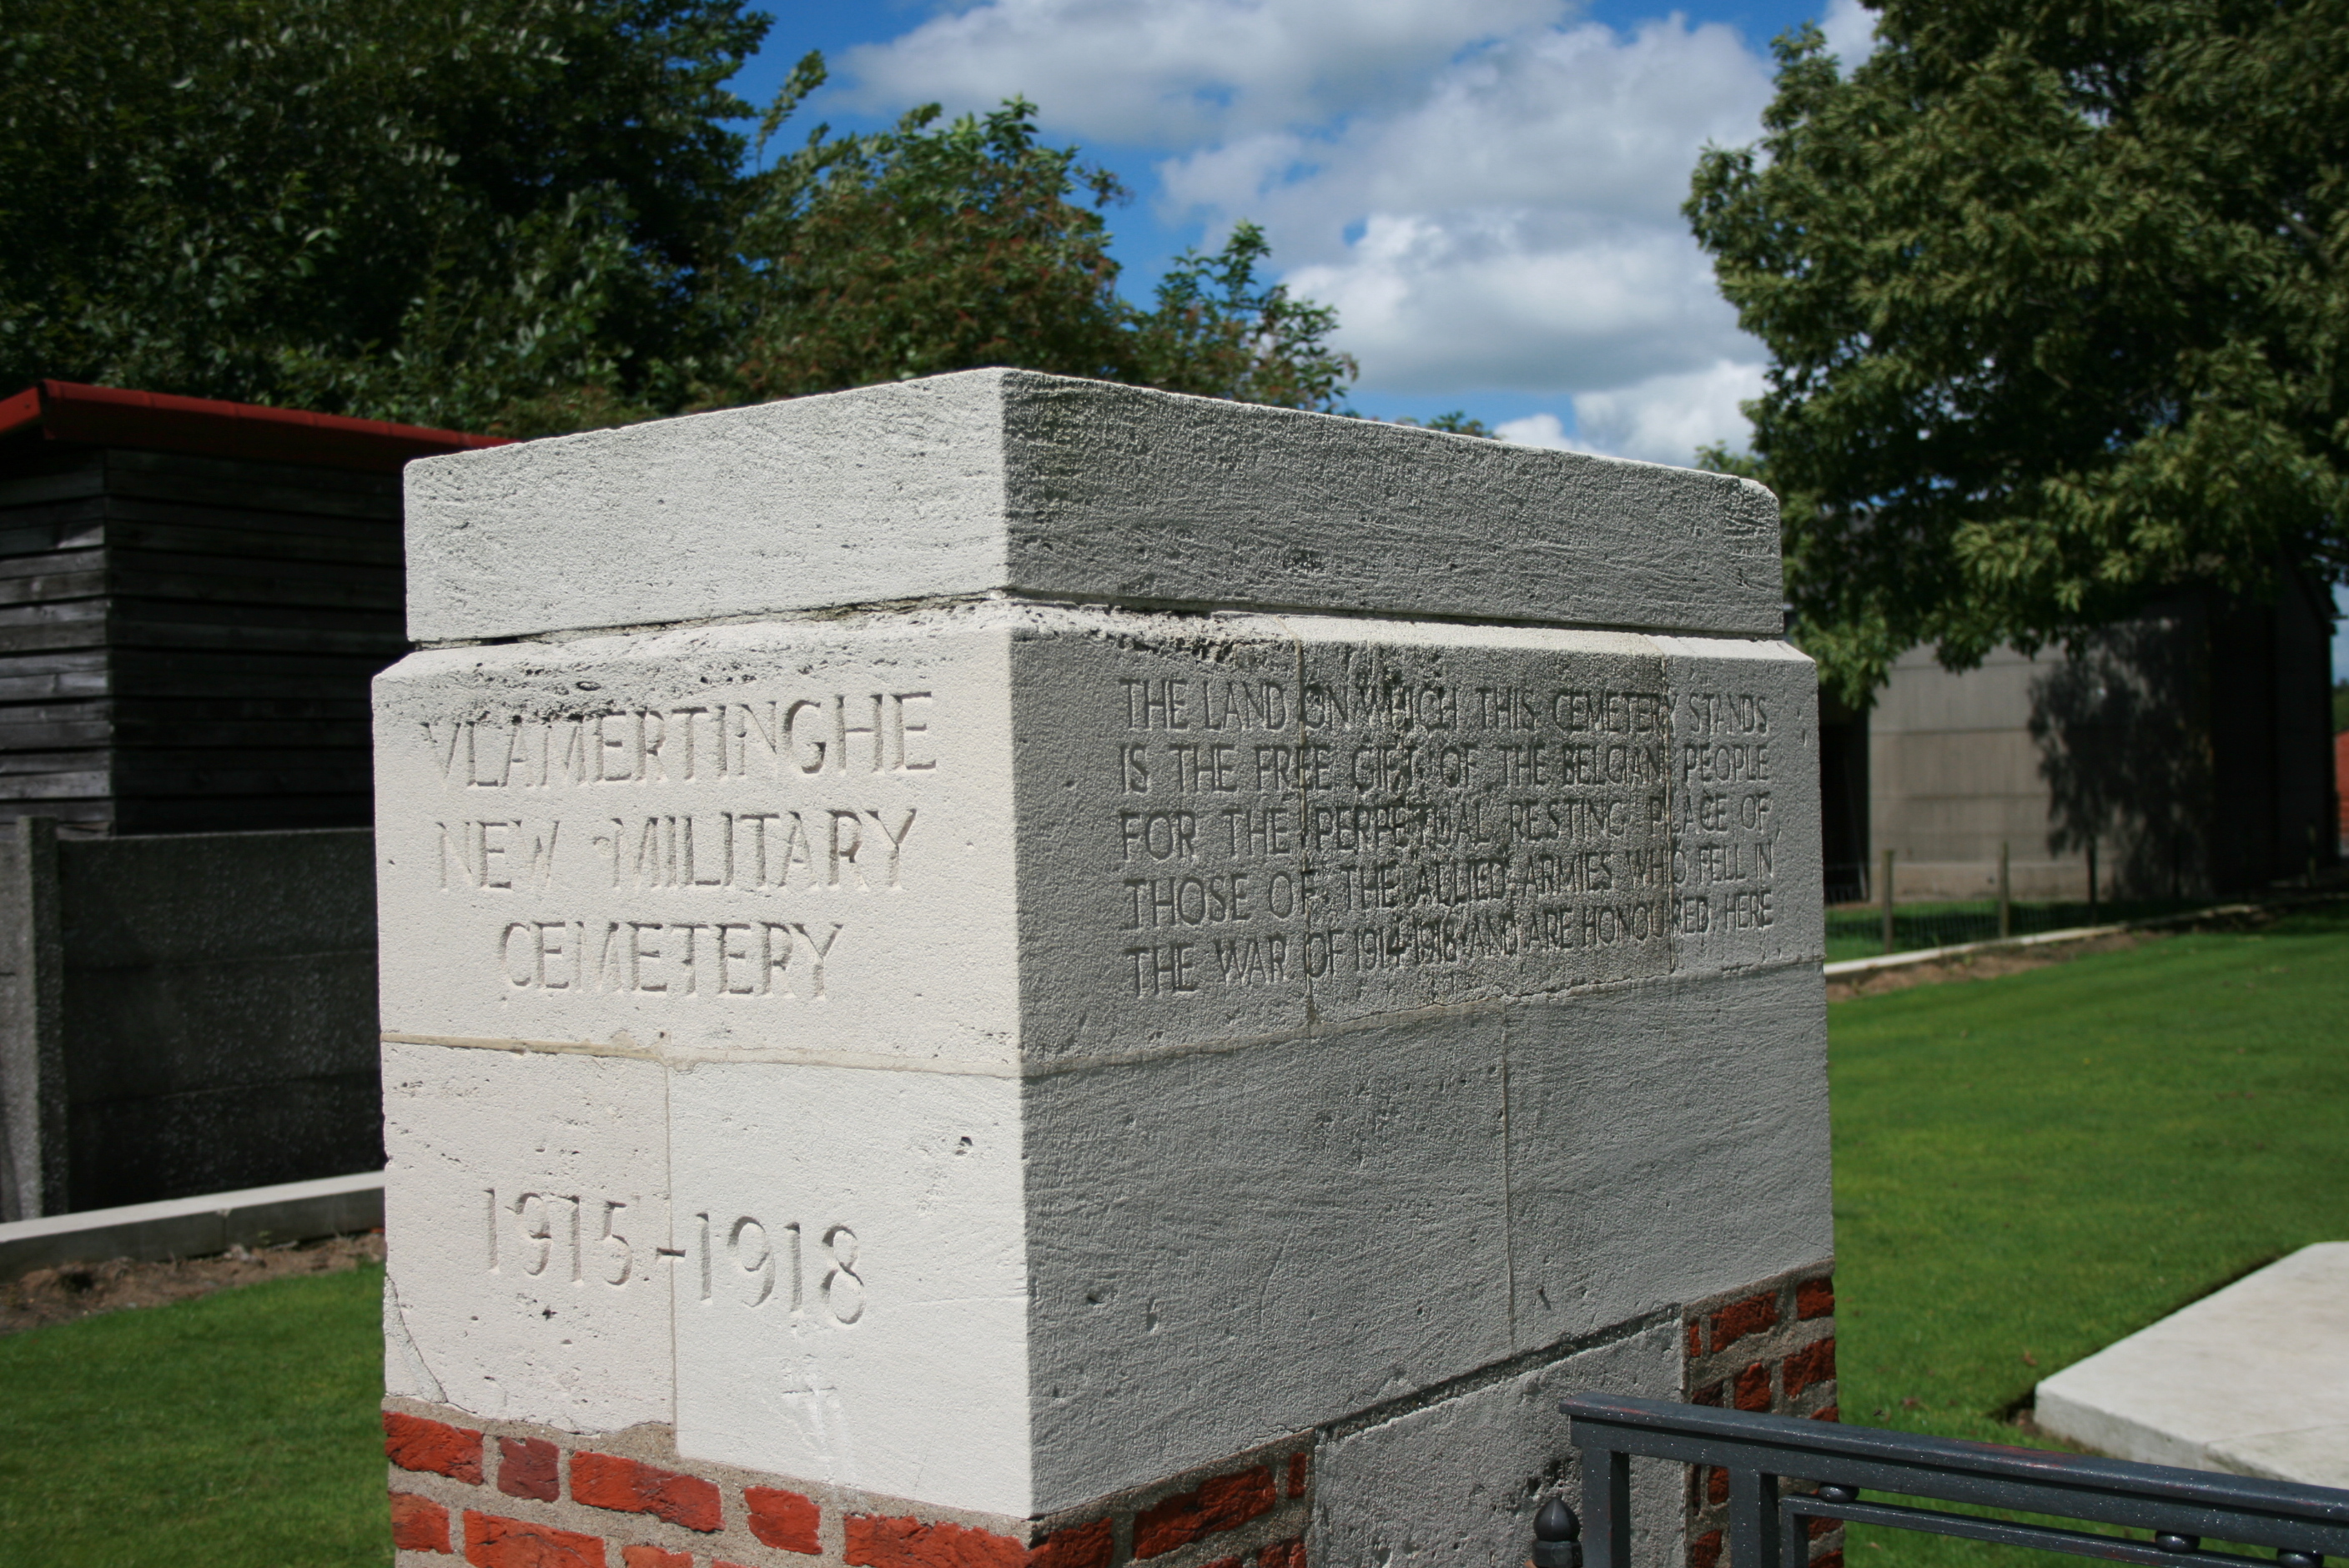 VLAMERTINGHE
NEW MILITARY
CEMETERY
1915-1918
THE LAND ON WHICH THIS CEMETERY STANDS
IS THE FREE GIFT OF THE BELGIAN PEOPLE
FOR THE PERPETUAL RESTING PLACE OF
THOSE OF THE ALLIED ARMIES WHO FELL IN
THE WAR OF 1914-1918 AND ARE HONOURED HERE